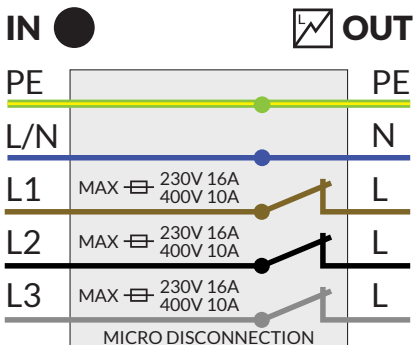 IN L OUT
PE PE
L/N N
L1 MAX 230V 16A L
400V 10A
L2 MAX 230V 16A L
400V 10A
L3 MAX 230V 16A L
400V 10A
MICRO DISCONNECTION